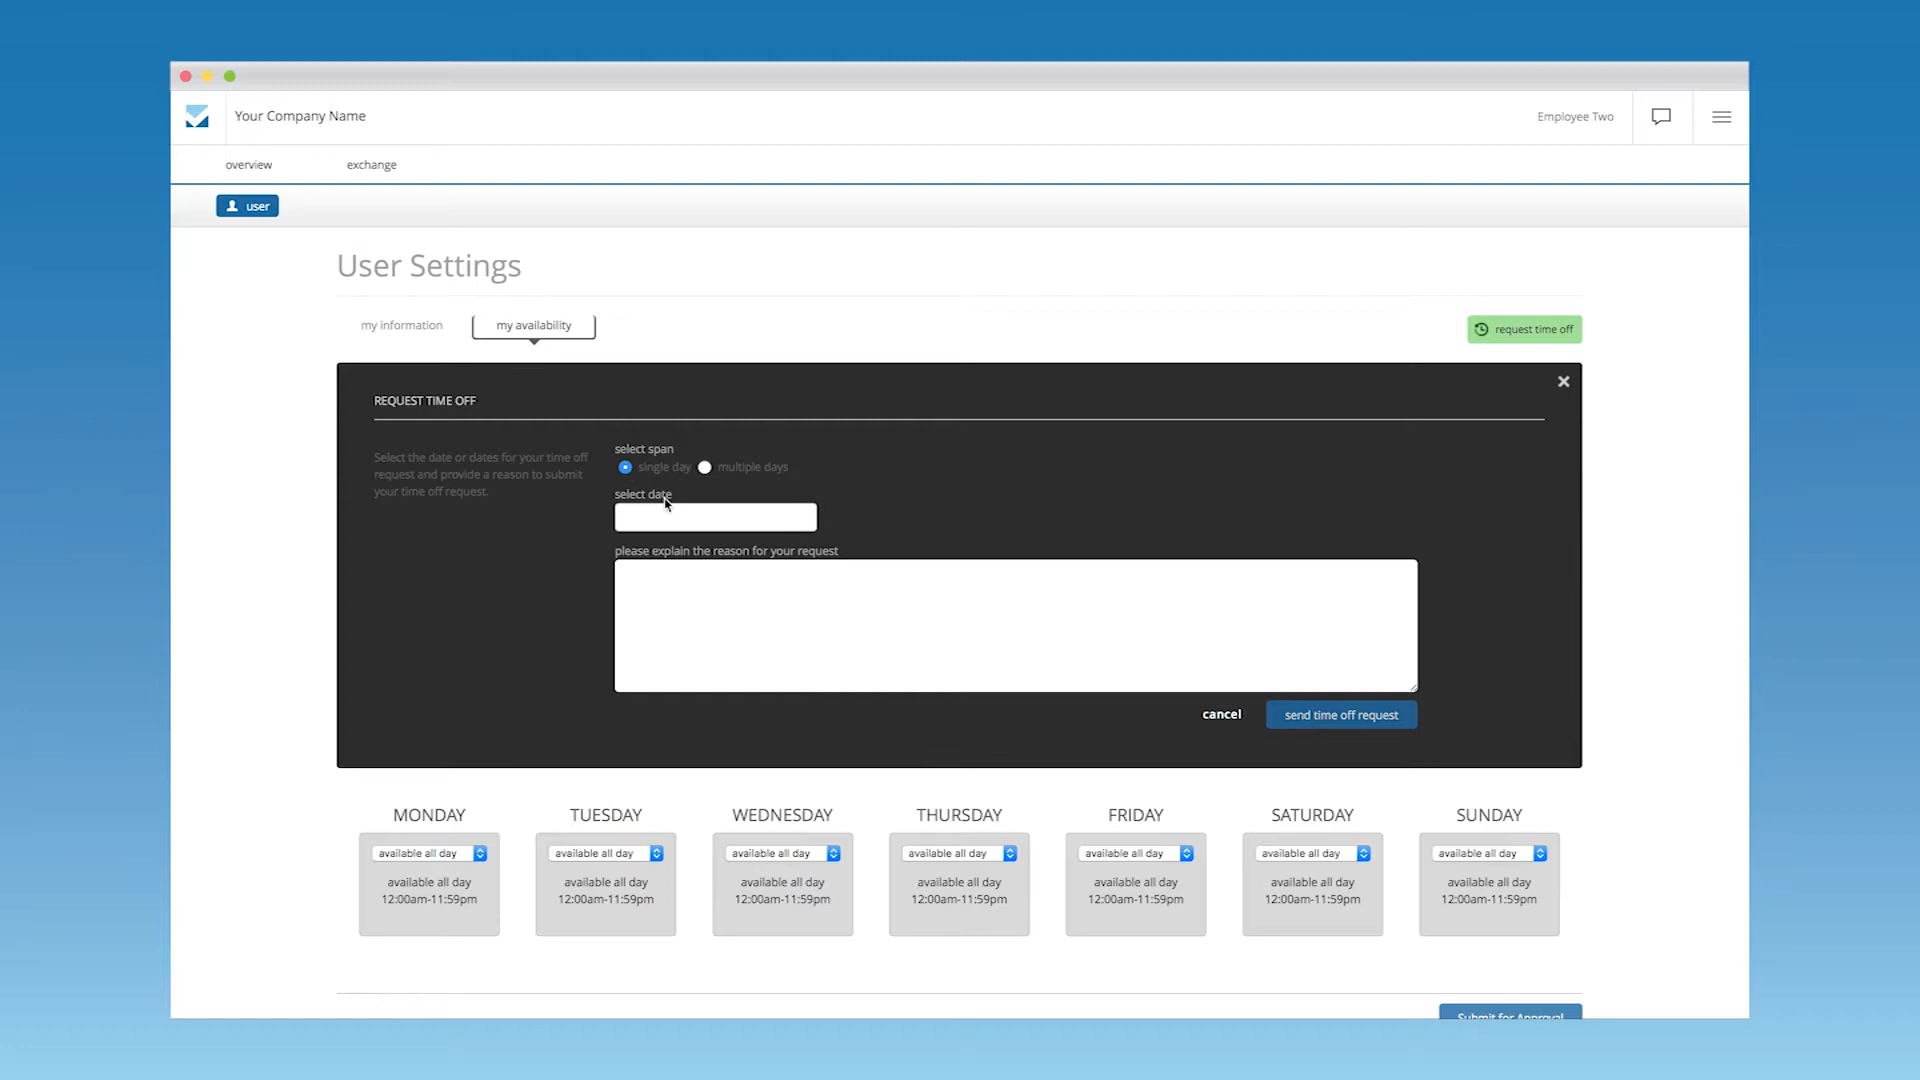 Your Company Name
Employee Two
overview
exchange
user
User Settings
my information
my availability
request time off
REQUEST TIME OFF
Select the date or dates for your time off
request and provide a reason to submit
your time off request.
select span
single day
multiple days
select date
please explain the reason for your request
cancel
send time off request
MONDAY
TUESDAY
WEDNESDAY
THURSDAY
FRIDAY
SATURDAY
SUNDAY
available all day
available all day
available all day
available all day
available all day
available all day
available all day
available all day
12:00am-11:59pm
available all day
12:00am-11:59pm
available all day
12:00am-11:59pm
available all day
12:00am-11:59pm
available all day
12:00am-11:59pm
available all day
12:00am-11:59pm
available all day
12:00am-11:59pm
Submit for Approval